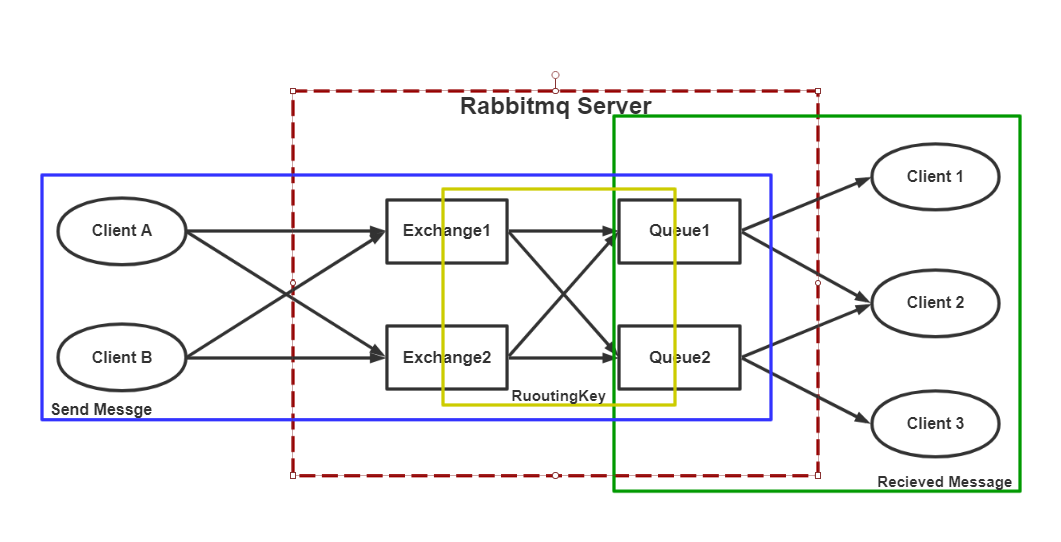 Rabbitmq Server
Client A
Client B
Send Messge
Exchange1
Exchange2
RuoutingKey
Queue1
Queue2
Client 1
Client 2
Client 3
Recieved Message